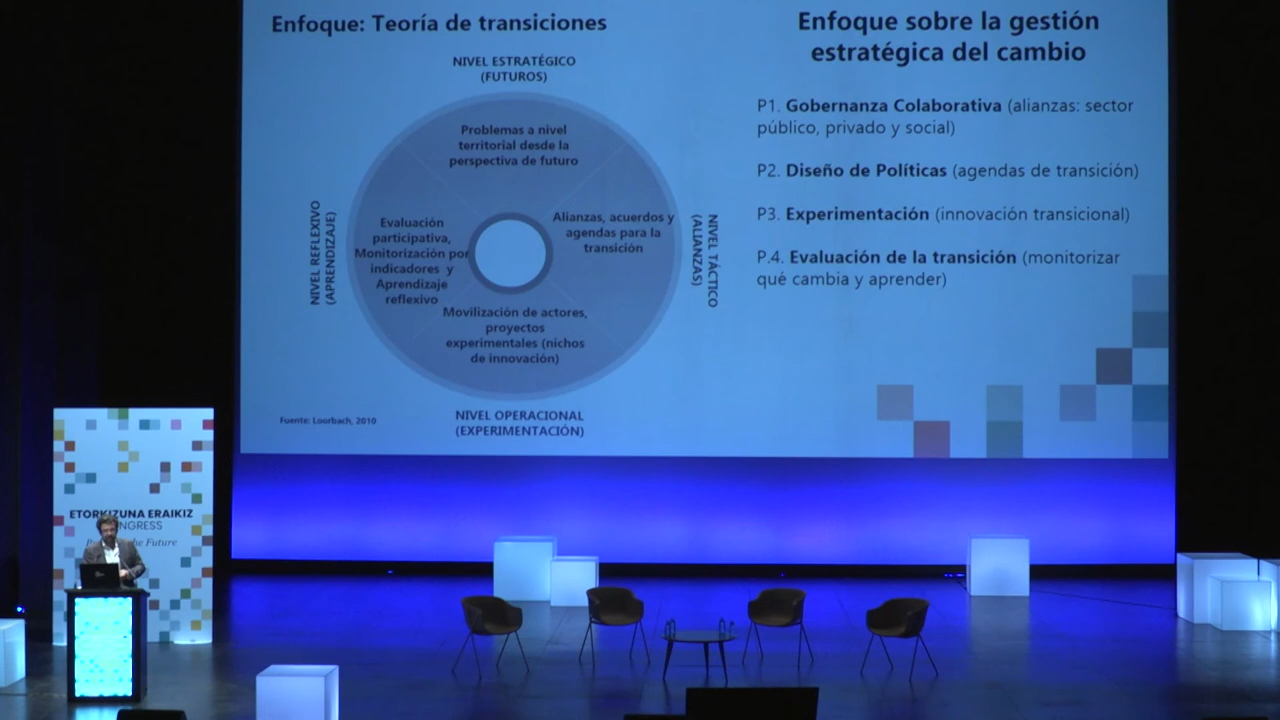 Enfoque: Teoría de transiciones
NIVEL ESTRATÉGICO
(FUTUROS)
Problemas a nivel
territorial desde la
perspectiva de futuro
NIVEL REFLEXIVO
(APRENDIZAJE)
Evaluación
participativa,
Monitorización por
indicadores y
Aprendizaje
reflexivo
Alianzas, acuerdos y
agendas para la
transición
NIVEL TÁCTICO
(ALIANZAS)
Movilización de actores,
proyectos
experimentales (nichos
de innovación)
NIVEL OPERACIONAL
(EXPERIMENTACIÓN)
Fuente: Loorbach, 2010
Enfoque sobre la gestión
estratégica del cambio
P1. Gobernanza Colaborativa (alianzas: sector
público, privado y social)
P2. Diseño de Políticas (agendas de transición)
P3. Experimentación (innovación transicional)
P.4. Evaluación de la transición (monitorizar
qué cambia y aprender)
ETORKIZUNA ERAIKIZ
Future